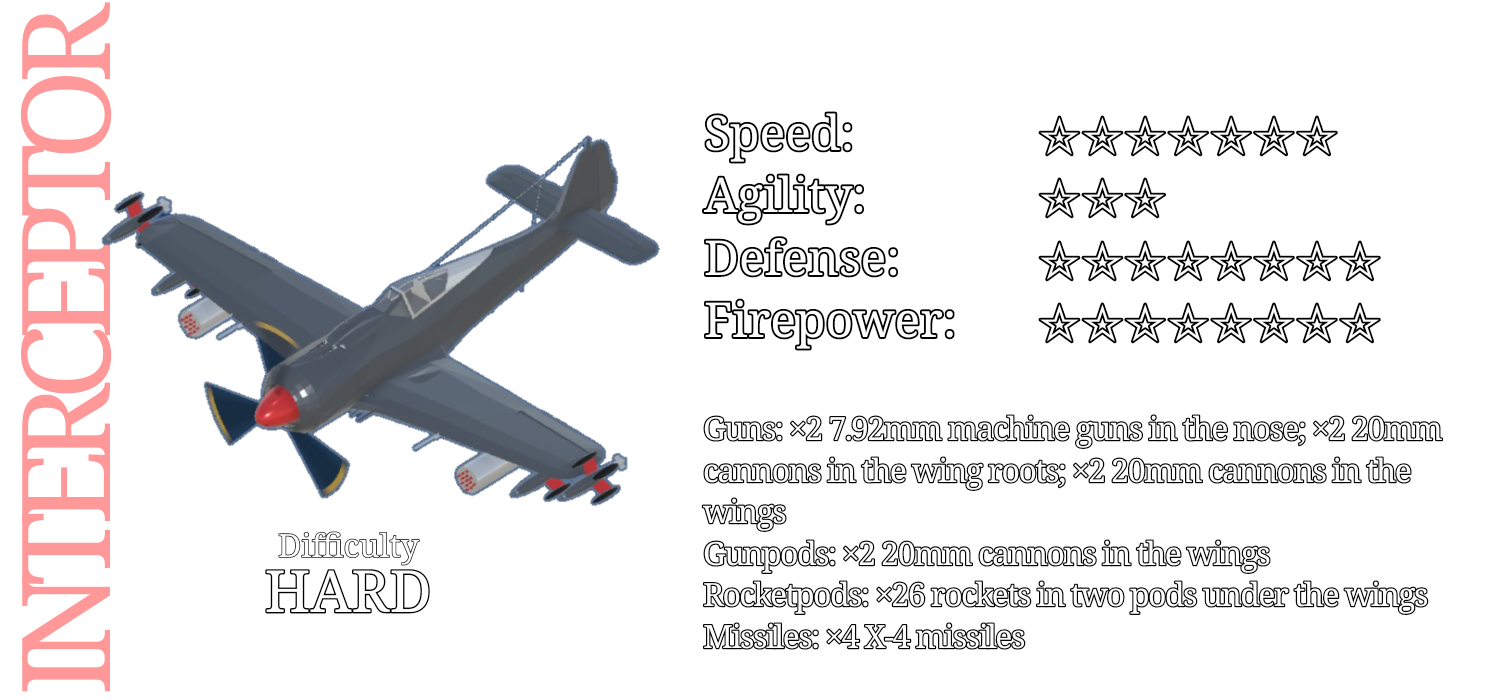 INTERCEPTOR
Speed: ☆☆☆☆☆☆☆
Agility: ☆☆☆
Defense: ☆☆☆☆☆☆☆☆
Firepower: ☆☆☆☆☆☆☆☆
Guns: ×2 7.92mm machine guns in the nose; ×2 20mm
cannons in the wing roots; ×2 20mm cannons in the
wings
Gunpods: ×2 20mm cannons in the wings
Rocketpods: ×26 rockets in two pods under the wings
Missiles: ×4 X-4 missiles
Difficulty
HARD